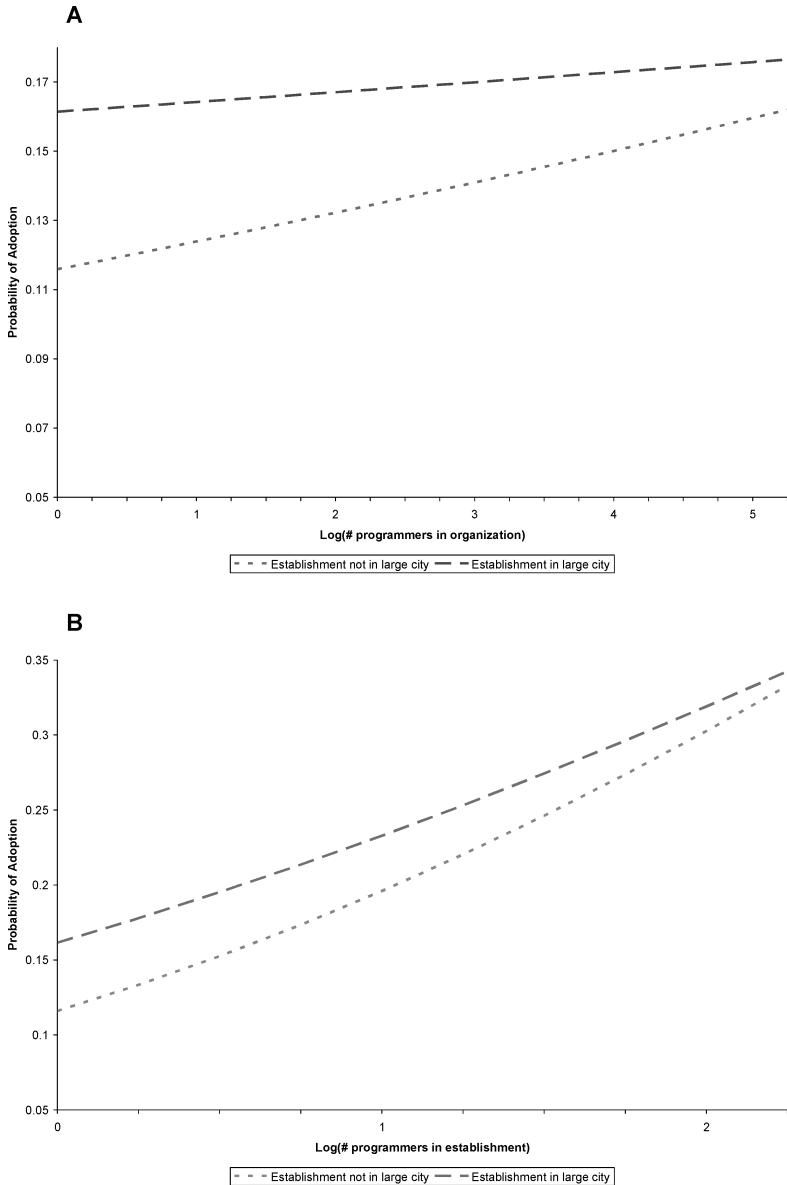 A
0.17
0.15
0.13
0.11
0.09
0.07
0.05
Probability of Adoption
0 1 2 3 4 5
Log(# programmers in organization)
Establishment not in large city Establishment in large city
B
0.35
0.3
0.25
0.2
0.15
0.1
0.05
Probability of Adoption
0 1 2
Log(# programmers in establishment)
Establishment not in large city Establishment in large city